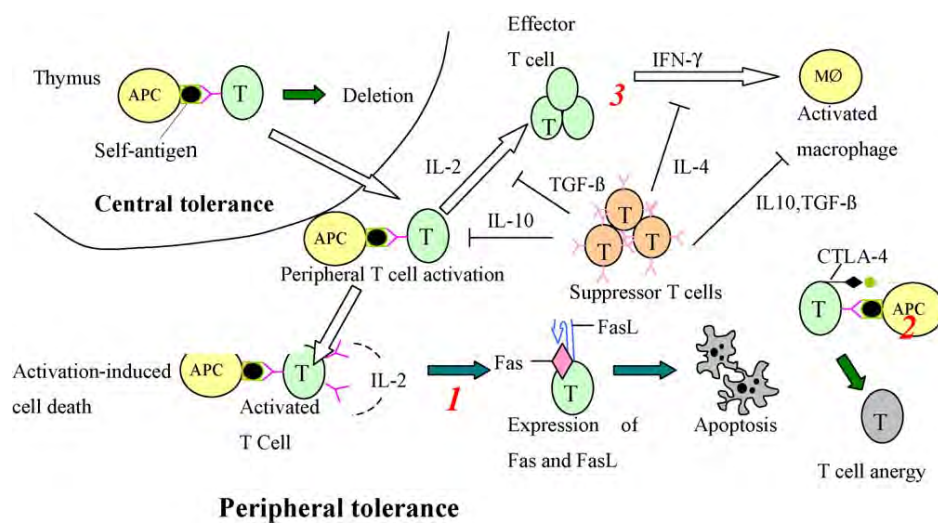 Effector
T cell
IFN-γ
Thymus
APC
T
Deletion
T
3
MØ
Activated
macrophage
Self-antigen
IL-2
TGF-ß
IL-4
Central tolerance
T
T
T
IL-10
IL10,TGF-ß
APC
T
CTLA-4
Peripheral T cell activation
Suppressor T cells
T
APC
2
FasL
Fas
APC
T
IL-2
T
T
Activation-induced
cell death
1
Activated
T Cell
Expression of
Fas and FasL
Apoptosis
T cell anergy
Peripheral tolerance